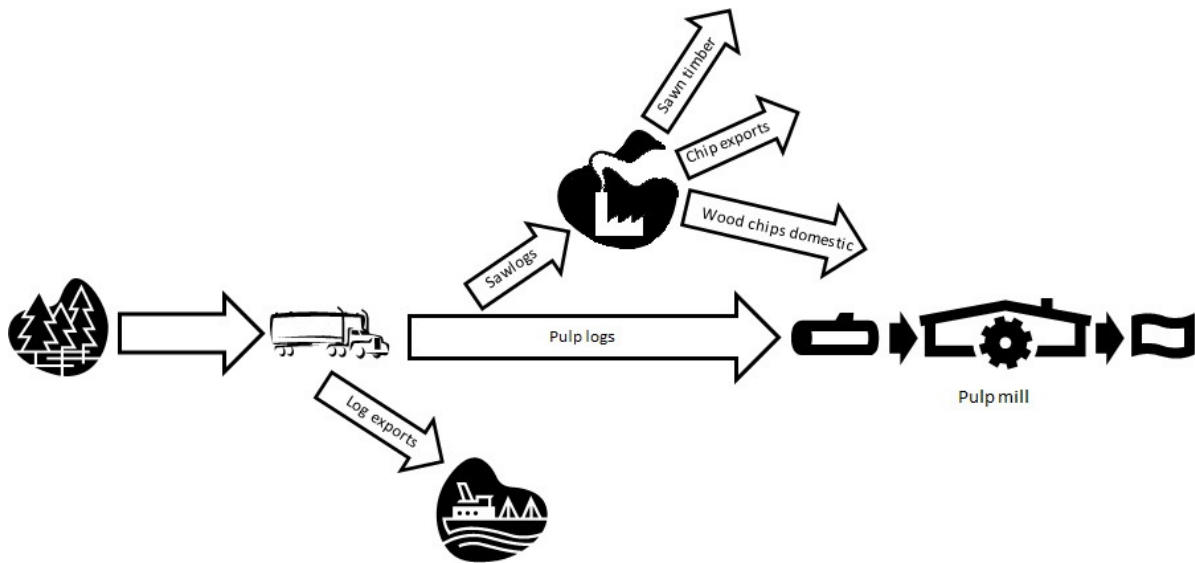 Sawn timber
Chip exports
Wood chips domestic
Sawlogs
Pulp logs
Pulp mill
Log exports